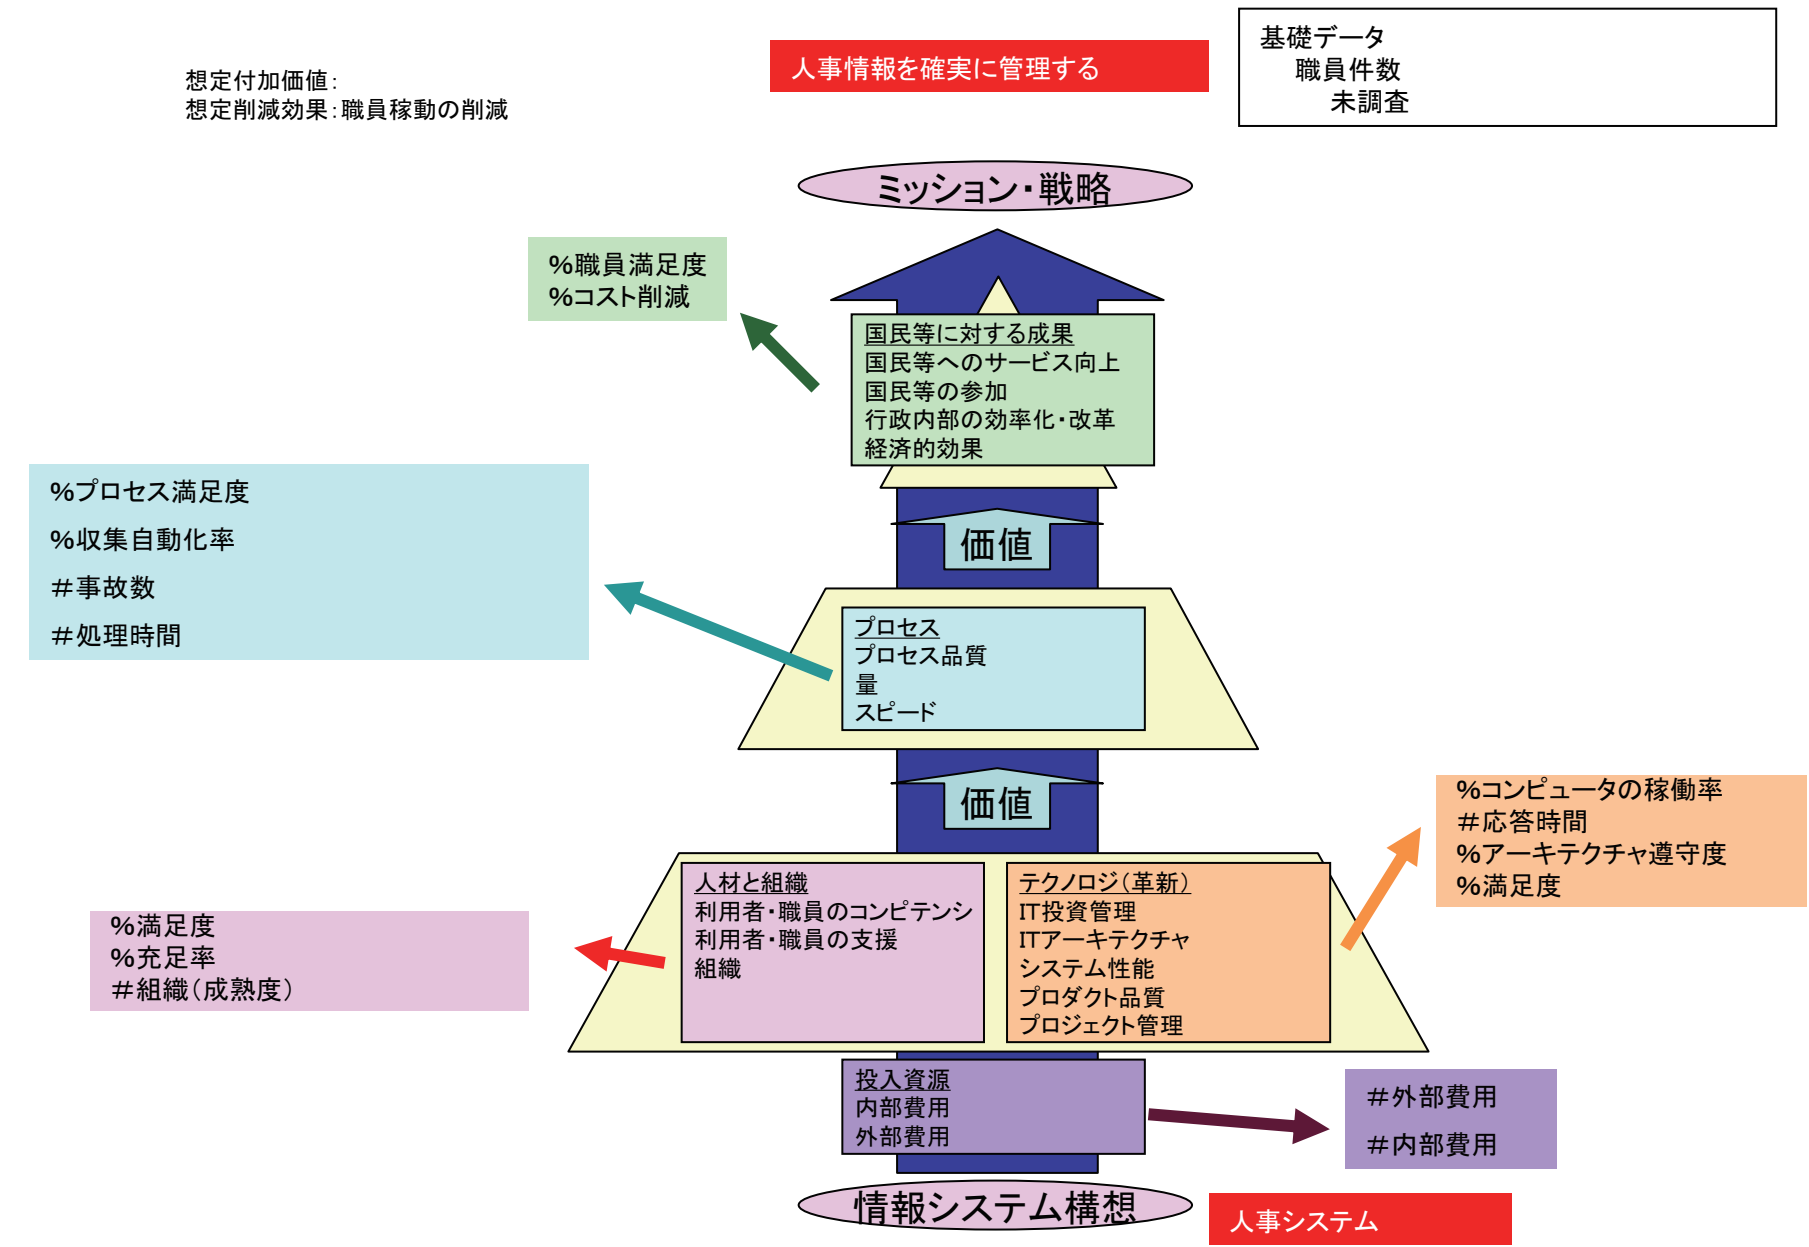 人事情報を確実に管理する
基礎データ
職員件数
未調査
想定付加価値：
想定削減効果：職員稼動の削減
ミッション・戦略
%職員満足度
%コスト削減
国民等に対する成果
国民等へのサービス向上
国民等の参加
行政内部の効率化・改革
経済的効果
%プロセス満足度
%収集自動化率
＃事故数
＃処理時間
価値
プロセス
プロセス品質
量
スピード
価値
%コンピュータの稼働率
＃応答時間
%アーキテクチャ遵守度
%満足度
%満足度
%充足率
＃組織（成熟度）
人材と組織
利用者・職員のコンピテンシ
利用者・職員の支援
組織
テクノロジ（革新）
IT投資管理
ITアーキテクチャ
システム性能
プロダクト品質
プロジェクト管理
投入資源
内部費用
外部費用
＃外部費用
＃内部費用
情報システム構想
人事システム